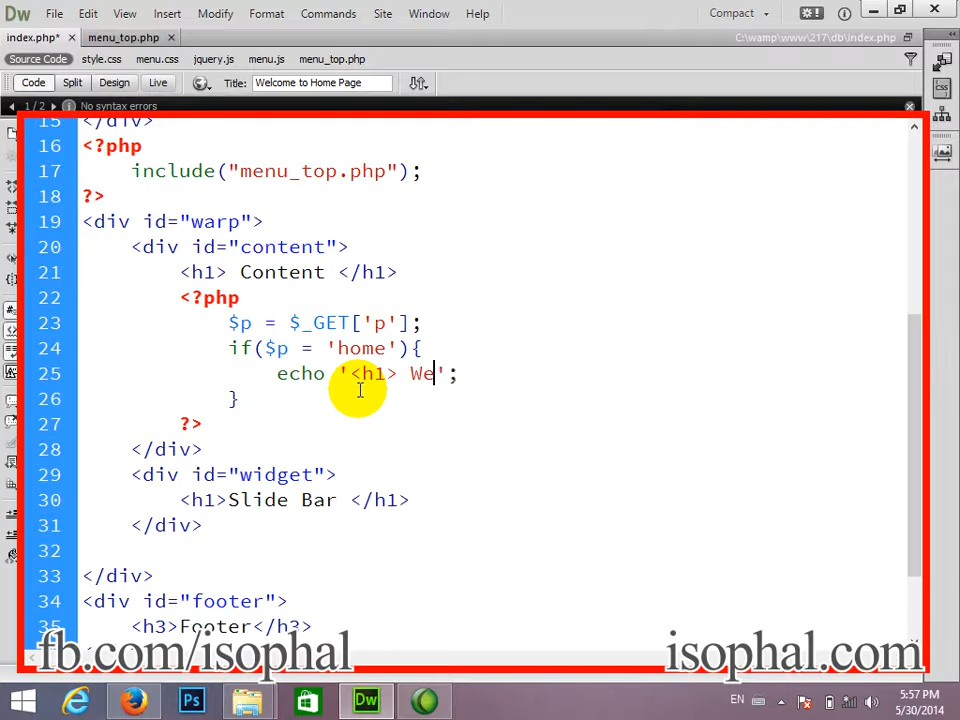 Dw File Edit View Insert Modify Format Commands Site Window Help Compact
index.php* × menu_top.php × C:\wamp\www\217\db\index.php
Source Code style.css menu.css jquery.js menu.js menu_top.php
Code Split Design Live Title: Welcome to Home Page
1 / 2 No syntax errors
15 </div>
16 <?php
17 include("menu_top.php");
18 ?>
19 <div id="warp">
20 <div id="content">
21 <h1> Content </h1>
22 <?php
23 $p = $_GET['p'];
24 if($p = 'home'){
25 echo '<h1> We';
26 }
27 ?>
28 </div>
29 <div id="widget">
30 <h1>Slide Bar </h1>
31 </div>
32
33 </div>
34 <div id="footer">
35 <h3>Footer</h3>
fb.com/isophal isophal.com
Ps Dw EN 5:57 PM
5/30/2014